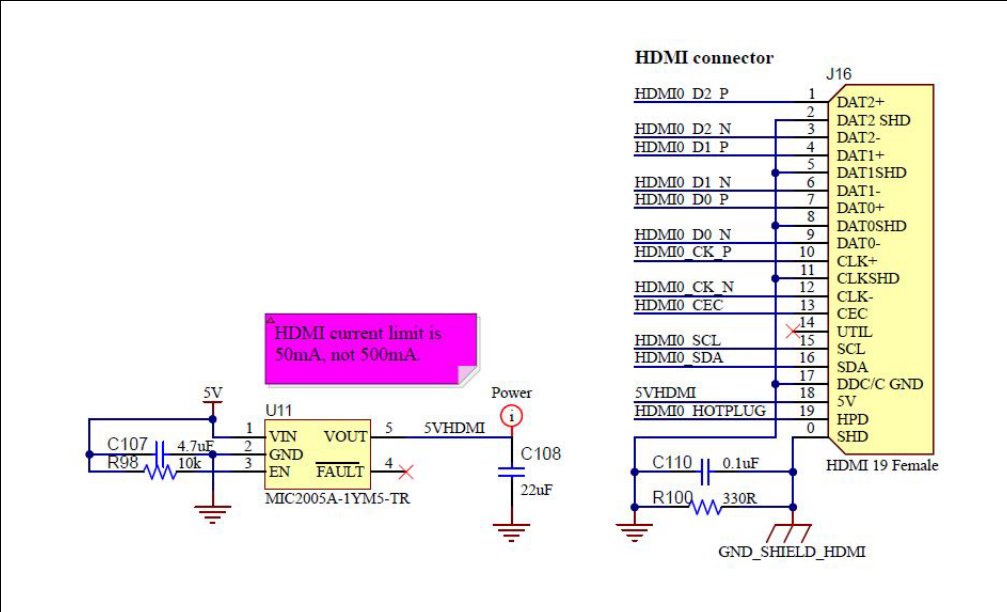 HDMI connector
J16
HDMI0_D2_P 1 DAT2+
2 DAT2 SHD
HDMI0_D2_N 3 DAT2-
HDMI0_D1_P 4 DAT1+
5 DAT1SHD
HDMI0_D1_N 6 DAT1-
HDMI0_D0_P 7 DAT0+
8 DAT0SHD
HDMI0_D0_N 9 DAT0-
HDMI0_CK_P 10 CLK+
11 CLKSHD
HDMI0_CK_N 12 CLK-
HDMI0_CEC 13 CEC
14 UTIL
HDMI0_SCL 15 SCL
HDMI0_SDA 16 SDA
17 DDC/C GND
5VHDMI 18 5V
HDMI0_HOTPLUG 19 HPD
0 SHD
HDMI 19 Female
C110 0.1uF
R100 330R
GND_SHIELD_HDMI
HDMI current limit is
50mA, not 500mA.
5V
U11
Power
i
1 VIN VOUT 5 5VHDMI
C107 4.7uF 2 GND
R98 10k 3 EN FAULT 4
MIC2005A-1YM5-TR
C108
22uF